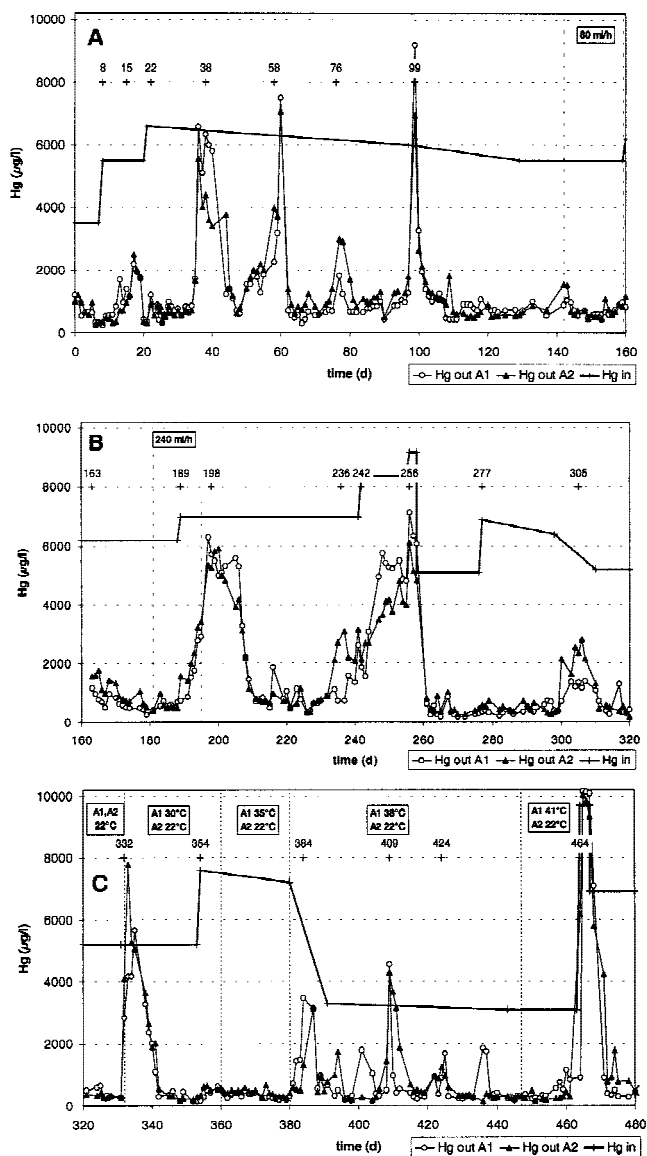 A
80 ml/h
10000
8 15 22 38 58 76 99
8000
6000
4000
2000
0
Hg (µg/l)
0 20 40 60 80 100 120 140 160
time (d)
Hg out A1 Hg out A2 Hg in
B
240 ml/h
10000
163 189 198 236 242 256 277 305
8000
6000
4000
2000
0
Hg (µg/l)
160 180 200 220 240 260 280 300 320
time (d)
Hg out A1 Hg out A2 Hg in
10000
A1,A2 22°C
A1 30°C A2 22°C
A1 35°C A2 22°C
A1 38°C A2 22°C
A1 41°C A2 22°C
332 354 384 409 424 464
C
8000
6000
4000
2000
0
Hg (µg/l)
320 340 360 380 400 420 440 460 480
time (d)
Hg out A1 Hg out A2 Hg in